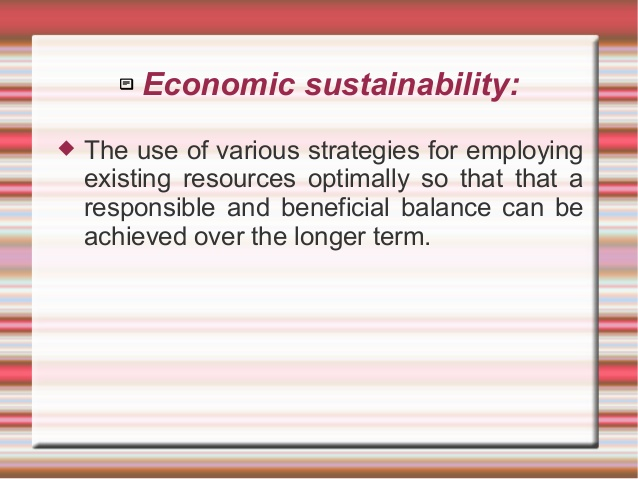 Economic sustainability:
The use of various strategies for employing
existing resources optimally so that that a
responsible and beneficial balance can be
achieved over the longer term.